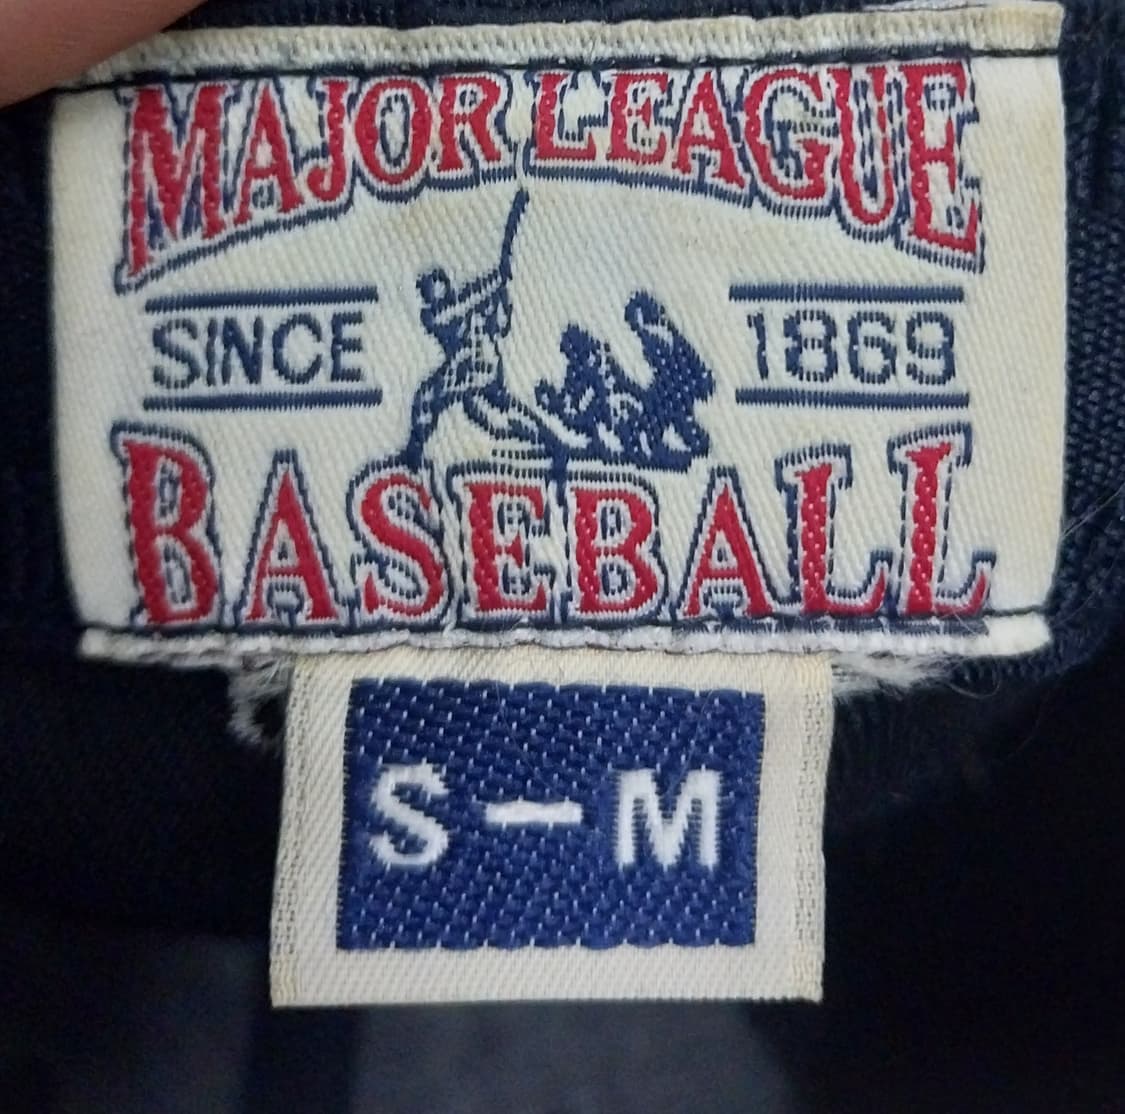 MAJOR LEAGUE
SINCE 1869
BASEBALL
S-M